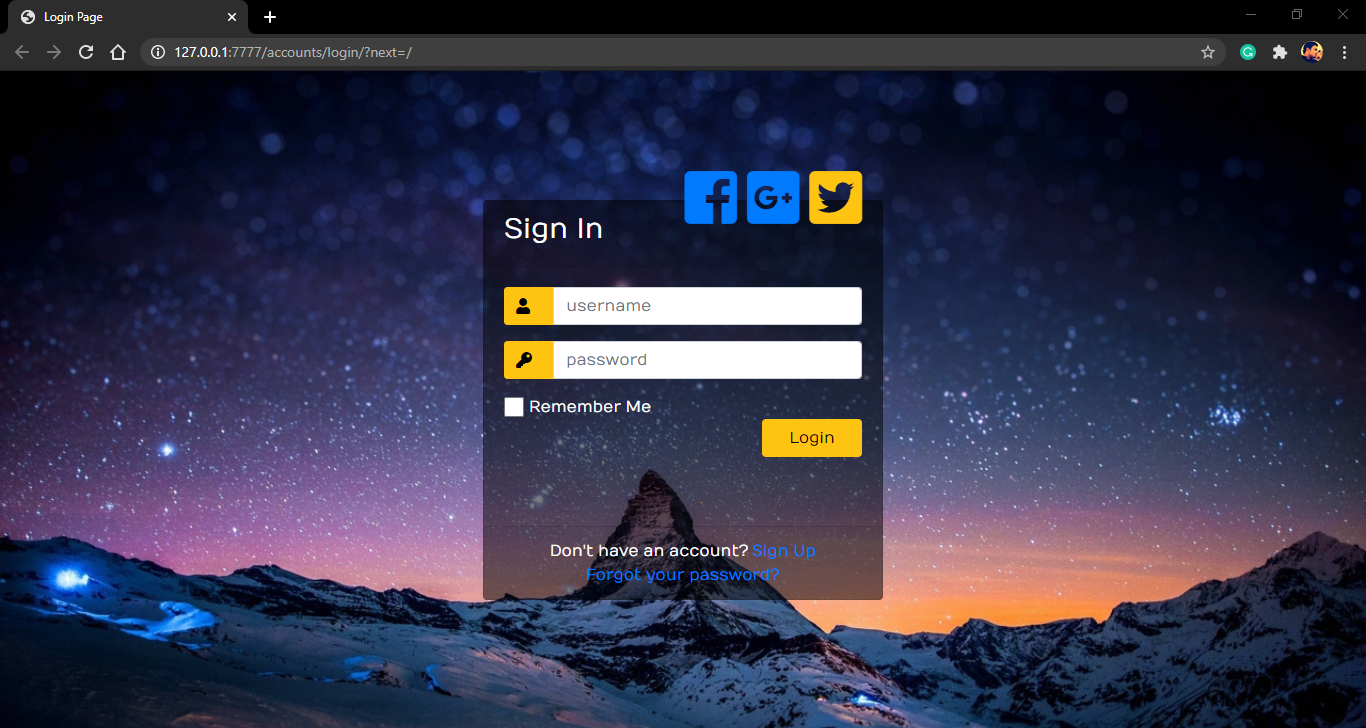 Login Page
127.0.0.1:7777/accounts/login/?next=/
Sign In
username
password
Remember Me
Login
Don't have an account? Sign Up
Forgot your password?